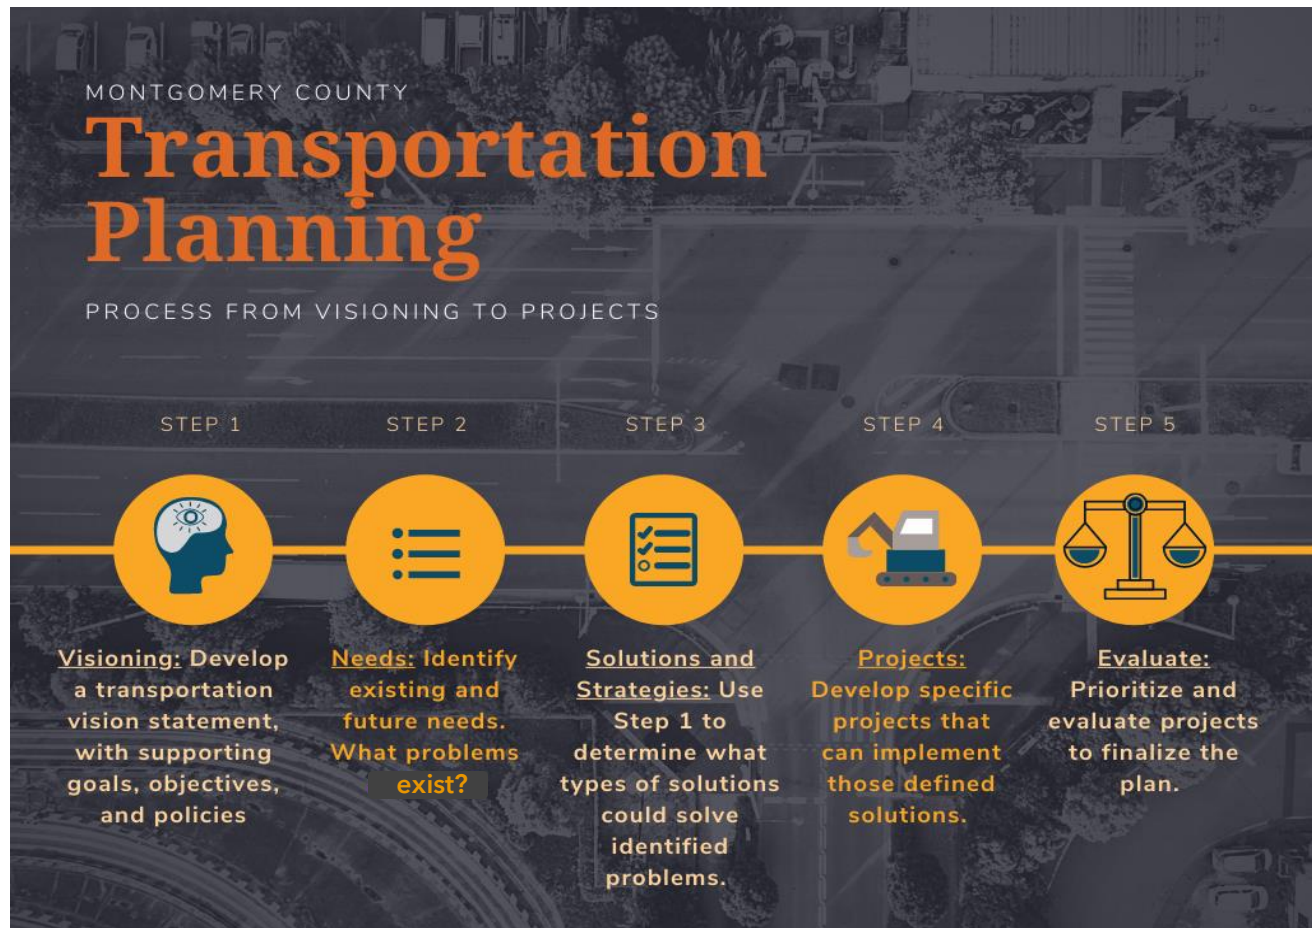 MONTGOMERY COUNTY
Transportation
Planning
PROCESS FROM VISIONING TO PROJECTS
STEP 1
STEP 2
STEP 3
STEP 4
STEP 5
Visioning: Develop
a transportation
vision statement,
with supporting
goals, objectives,
and policies
Needs: Identify
existing and
future needs.
What problems
exist?
Solutions and
Strategies: Use
Step 1 to
determine what
types of solutions
could solve
identified
problems.
Projects:
Develop specific
projects that
can implement
those defined
solutions.
Evaluate:
Prioritize and
evaluate projects
to finalize the
plan.